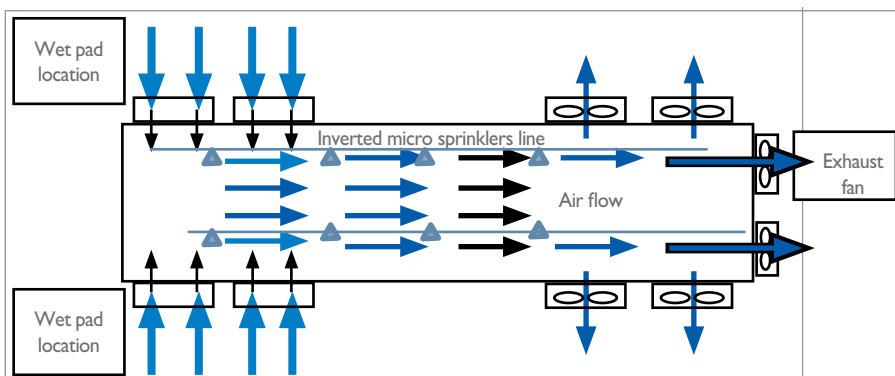 Wet pad
location
Inverted micro sprinklers line
Exhaust
fan
Air flow
Wet pad
location